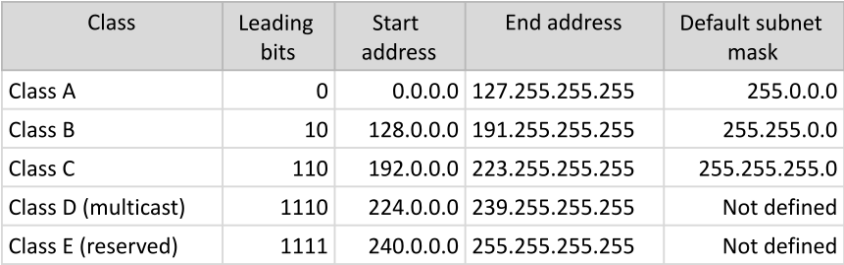 Class Leading bits Start address End address Default subnet mask
Class A 0 0.0.0.0 127.255.255.255 255.0.0.0
Class B 10 128.0.0.0 191.255.255.255 255.255.0.0
Class C 110 192.0.0.0 223.255.255.255 255.255.255.0
Class D (multicast) 1110 224.0.0.0 239.255.255.255 Not defined
Class E (reserved) 1111 240.0.0.0 255.255.255.255 Not defined